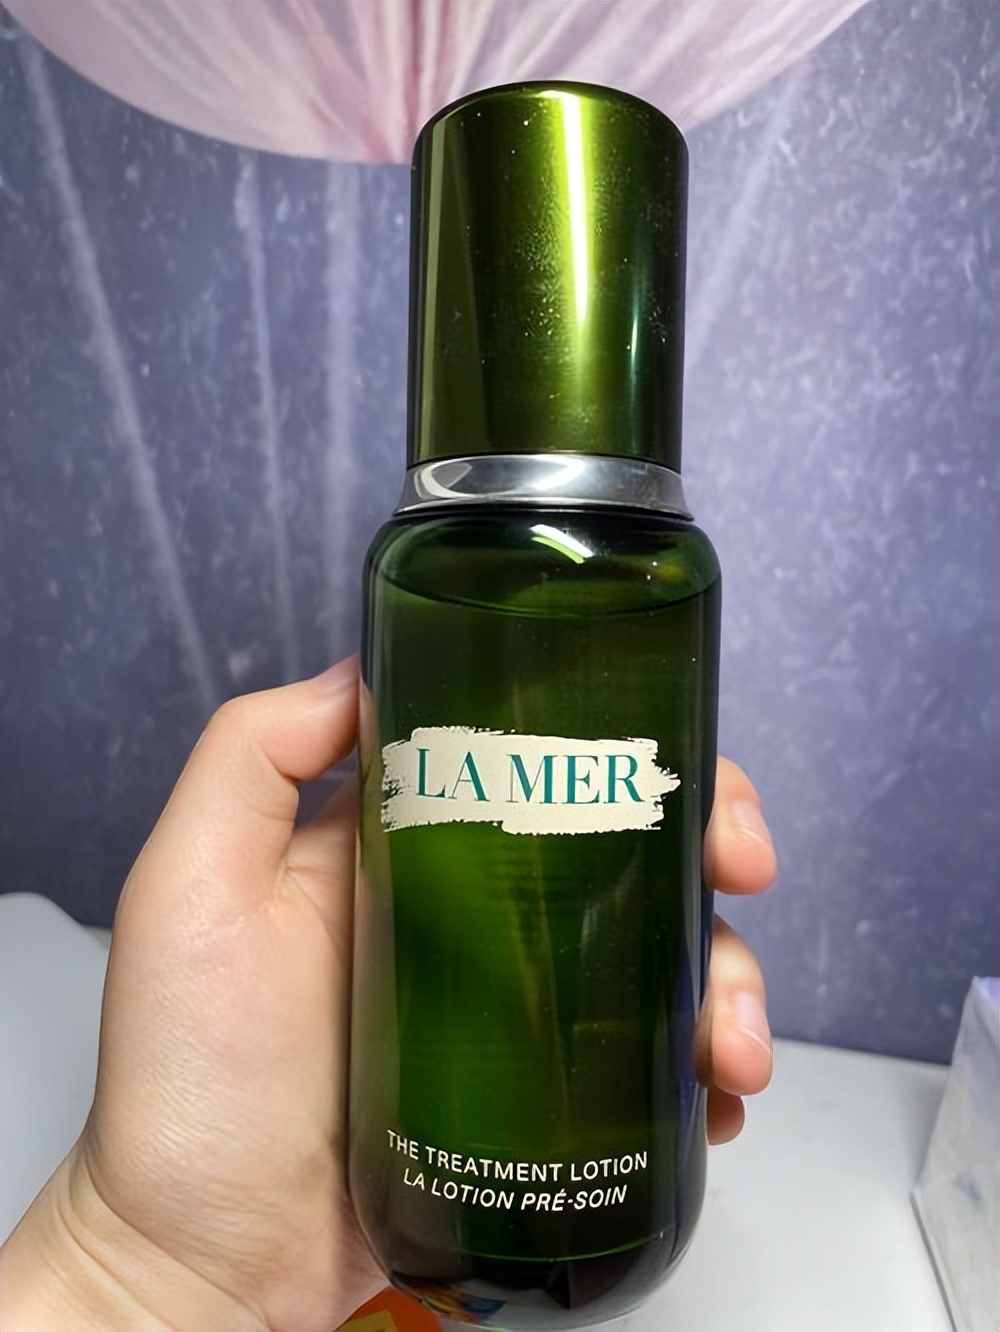 LA MER
THE TREATMENT LOTION
LA LOTION PRÉ-SOIN